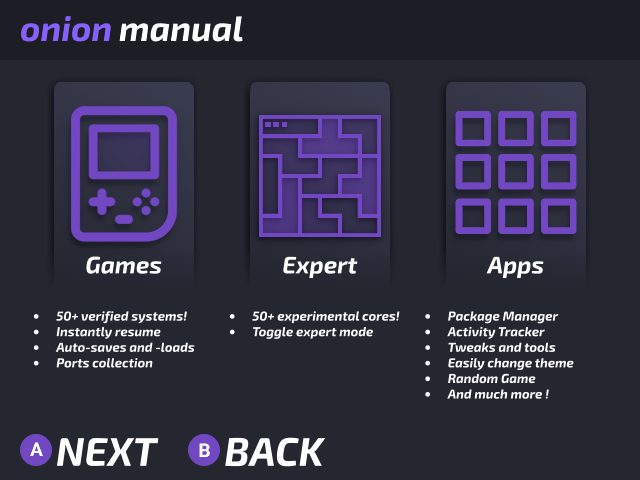 onion manual
Games
50+ verified systems!
Instantly resume
Auto-saves and -loads
Ports collection
Expert
50+ experimental cores!
Toggle expert mode
Apps
Package Manager
Activity Tracker
Tweaks and tools
Easily change theme
Random Game
And much more !
A NEXT B BACK